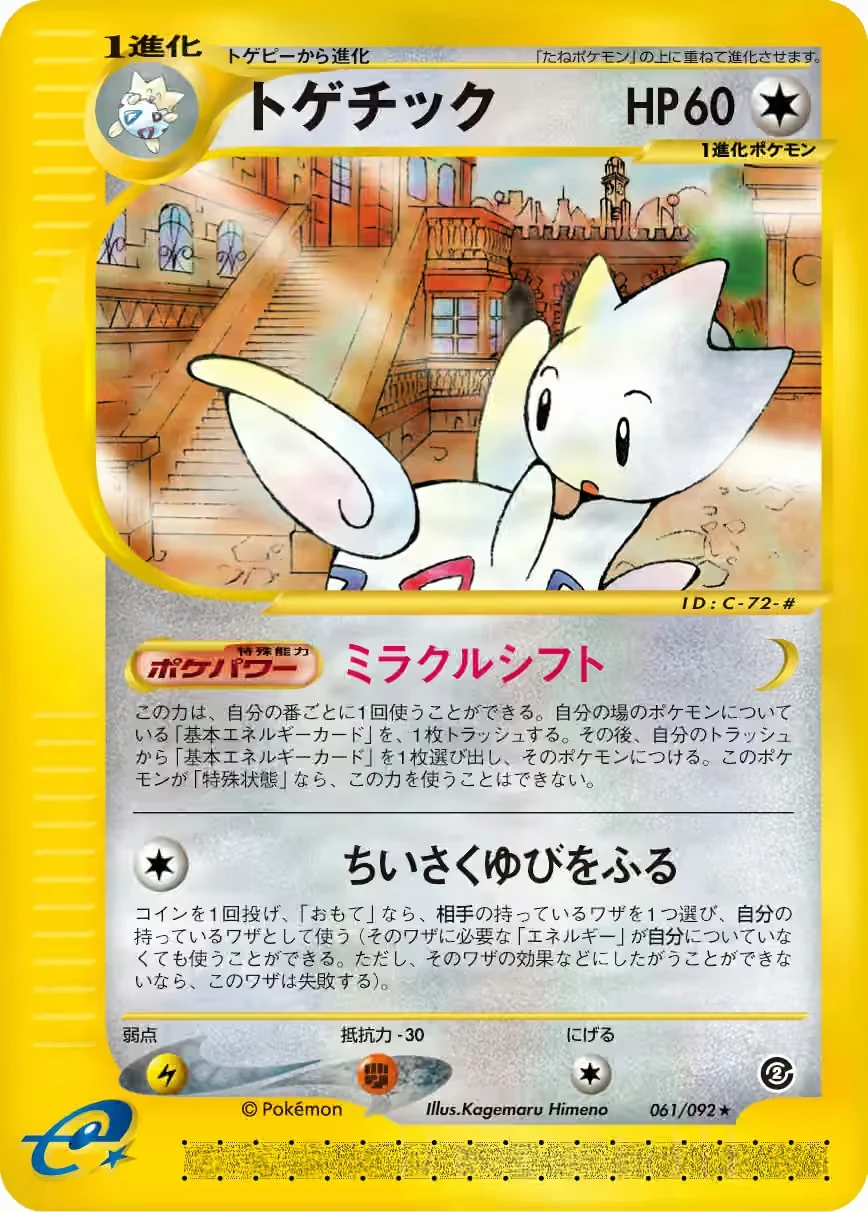 1進化
トゲピーから進化
「たねポケモン」の上に重ねて進化させます。
トゲチック
HP60
1進化ポケモン
ID:C-72-#
特殊能力
ポケパワー
ミラクルシフト
この力は、自分の番ごとに1回使うことができる。自分の場のポケモンについて
いる「基本エネルギーカード」を、1枚トラッシュする。その後、自分のトラッシュ
から「基本エネルギーカード」を1枚選び出し、そのポケモンにつける。このポケ
モンが「特殊状態」なら、この力を使うことはできない。
ちいさくゆびをふる
コインを1回投げ、「おもて」なら、相手の持っているワザを1つ選び、自分の
持っているワザとして使う（そのワザに必要な「エネルギー」が自分についていな
くても使うことができる。ただし、そのワザの効果などにしたがうことができな
いなら、このワザは失敗する）。
弱点
抵抗力 -30
にげる
© Pokémon
Illus.Kagemaru Himeno
061/092★
2
e